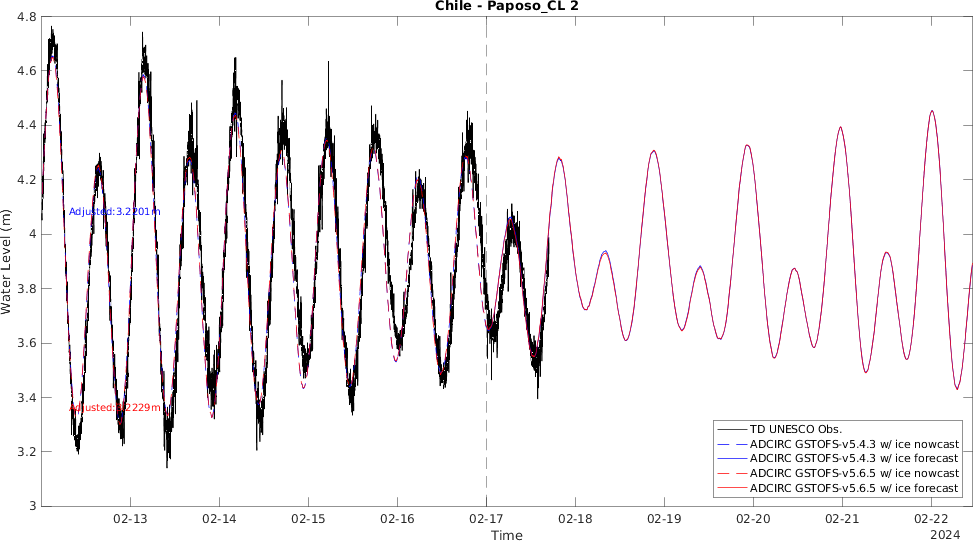 Chile - Paposo_CL 2
Water Level (m)
4.8
4.6
4.4
4.2
4
3.8
3.6
3.4
3.2
3
Adjusted:3.2201m
Adjusted:3.2229m
TD UNESCO Obs.
ADCIRC GSTOFS-v5.4.3 w/ ice nowcast
ADCIRC GSTOFS-v5.4.3 w/ ice forecast
ADCIRC GSTOFS-v5.6.5 w/ ice nowcast
ADCIRC GSTOFS-v5.6.5 w/ ice forecast
02-13 02-14 02-15 02-16 02-17 02-18 02-19 02-20 02-21 02-22
Time
2024